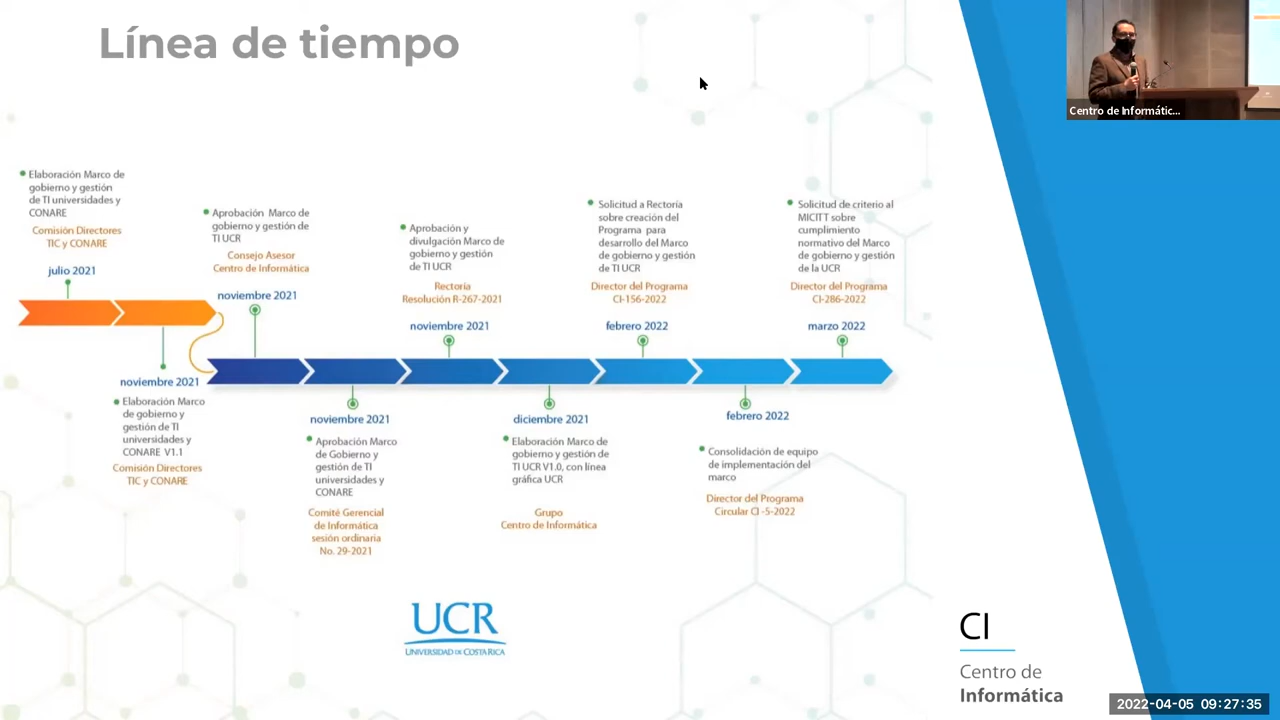 Línea de tiempo
Centro de Informátic...
Elaboración Marco de
gobierno y gestión
de TI universidades y
CONARE
Comisión Directores
TIC y CONARE
julio 2021
noviembre 2021
Elaboración Marco
de gobierno y
gestión de TI
universidades y
CONARE V1.1
Comisión Directores
TIC y CONARE
Aprobación Marco de
gobierno y gestión de
TI UCR
Consejo Asesor
Centro de Informática
noviembre 2021
noviembre 2021
Aprobación Marco
de Gobierno y
gestión de TI
universidades y
CONARE
Comité Gerencial
de Informática
sesión ordinaria
No. 29-2021
Aprobación y
divulgación Marco de
gobierno y gestión
de TI UCR
Rectoría
Resolución R-267-2021
noviembre 2021
diciembre 2021
Elaboración Marco de
gobierno y gestión de
TI UCR V1.0, con línea
gráfica UCR
Grupo
Centro de Informática
Solicitud a Rectoría
sobre creación del
Programa para
desarrollo del Marco
de gobierno y gestión
de TI UCR
Director del Programa
CI-156-2022
febrero 2022
febrero 2022
Consolidación de equipo
de implementación del
marco
Director del Programa
Circular CI -5-2022
Solicitud de criterio al
MICITT sobre
cumplimiento
normativo del Marco
de gobierno y gestión
de la UCR
Director del Programa
CI-286-2022
marzo 2022
UCR
UNIVERSIDAD DE COSTA RICA
CI
Centro de
Informática
2022-04-05 09:27:35